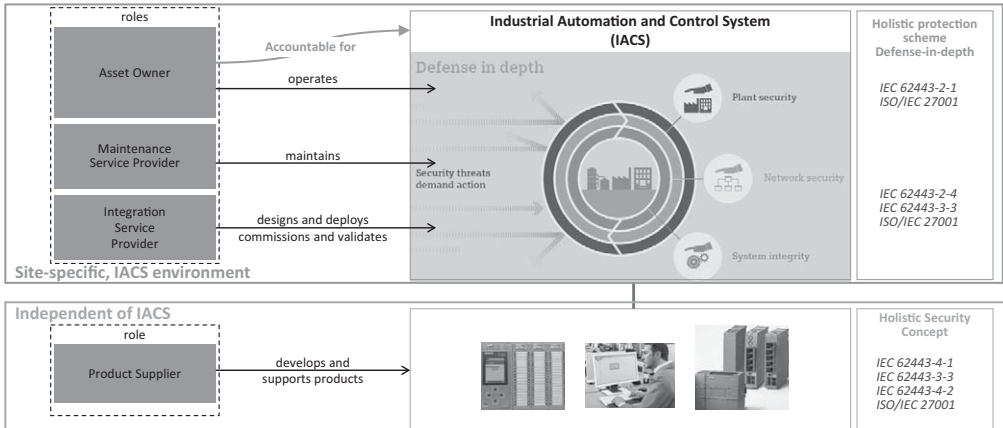 roles
Asset Owner
Maintenance
Service Provider
Integration
Service
Provider
Site-specific, IACS environment
Accountable for
operates
maintains
designs and deploys
commissions and validates
Industrial Automation and Control System
(IACS)
Defense in depth
Security threats
demand action
Plant security
Network security
System integrity
Holistic protection
scheme
Defense-in-depth
IEC 62443-2-1
ISO/IEC 27001
IEC 62443-2-4
IEC 62443-3-3
ISO/IEC 27001
Independent of IACS
role
Product Supplier
develops and
supports products
Holistic Security
Concept
IEC 62443-4-1
IEC 62443-3-3
IEC 62443-4-2
ISO/IEC 27001